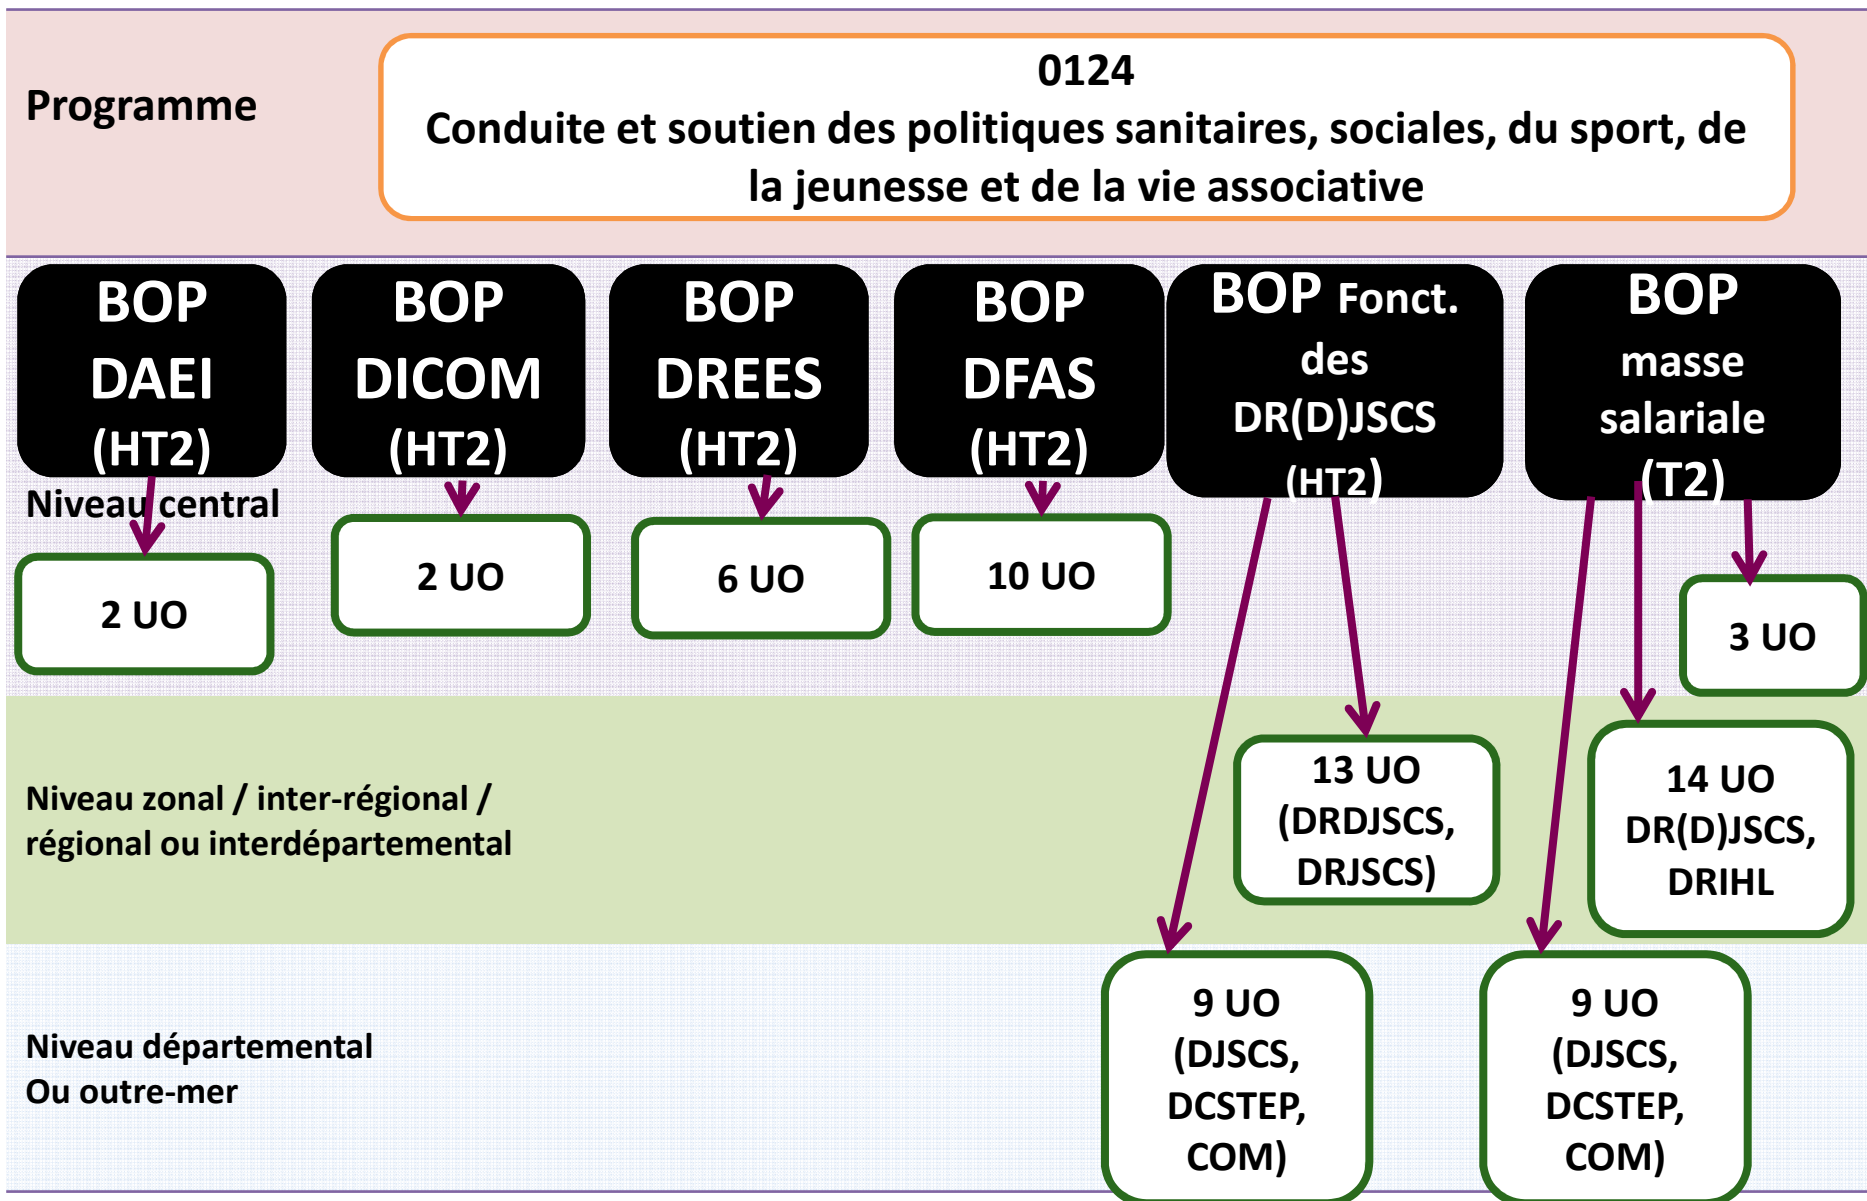 Programme
0124
Conduite et soutien des politiques sanitaires, sociales, du sport, de
la jeunesse et de la vie associative
BOP
DAEI
(HT2)
BOP
DICOM
(HT2)
BOP
DREES
(HT2)
BOP
DFAS
(HT2)
BOP Fonct.
des
DR(D)JSCS
(HT2)
BOP
masse
salariale
(T2)
Niveau central
2 UO
2 UO
6 UO
10 UO
3 UO
Niveau zonal / inter-régional /
régional ou interdépartemental
13 UO
(DRDJSCS,
DRJSCS)
14 UO
DR(D)JSCS,
DRIHL
Niveau départemental
Ou outre-mer
9 UO
(DJSCS,
DCSTEP,
COM)
9 UO
(DJSCS,
DCSTEP,
COM)